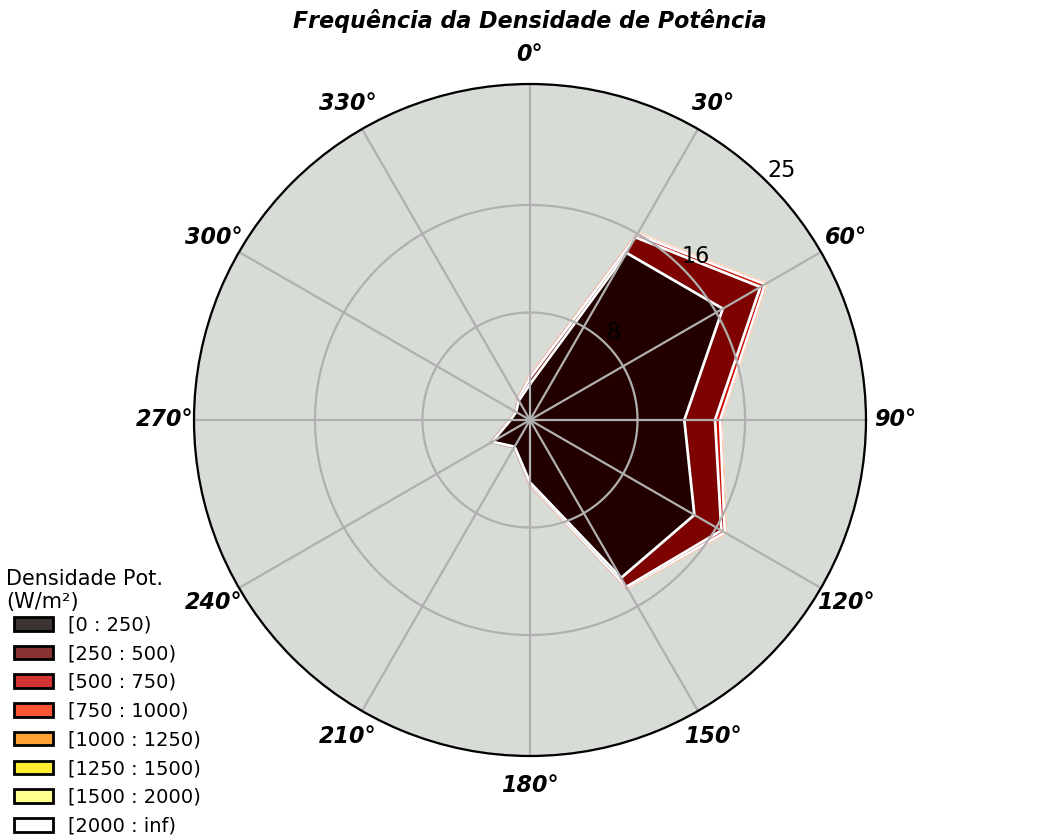 Frequência da Densidade de Potência
0°
330°
30°
25
300°
60°
16
8
270°
90°
240°
120°
210°
150°
180°
Densidade Pot.
(W/m²)
[0 : 250)
[250 : 500)
[500 : 750)
[750 : 1000)
[1000 : 1250)
[1250 : 1500)
[1500 : 2000)
[2000 : inf)